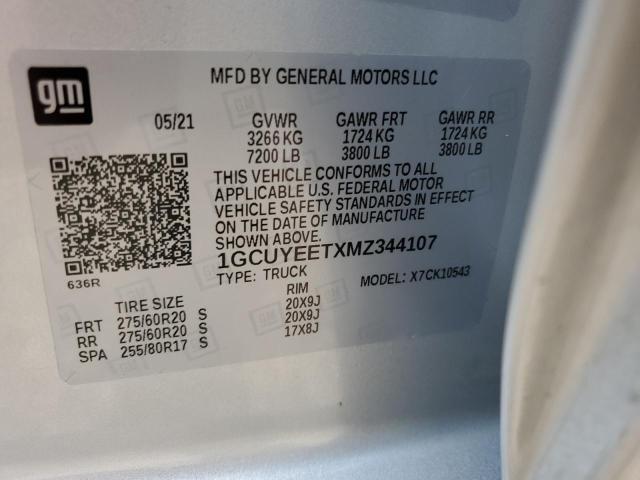 gm
MFD BY GENERAL MOTORS LLC
05/21 GVWR GAWR FRT GAWR RR
3266 KG 1724 KG 1724 KG
7200 LB 3800 LB 3800 LB
THIS VEHICLE CONFORMS TO ALL
APPLICABLE U.S. FEDERAL MOTOR
VEHICLE SAFETY STANDARDS IN EFFECT
ON THE DATE OF MANUFACTURE
SHOWN ABOVE.
1GCUYEETXMZ344107
636R
TYPE: TRUCK MODEL: X7CK10543
TIRE SIZE RIM
FRT 275/60R20 S 20X9J
RR 275/60R20 S 20X9J
SPA 255/80R17 S 17X8J